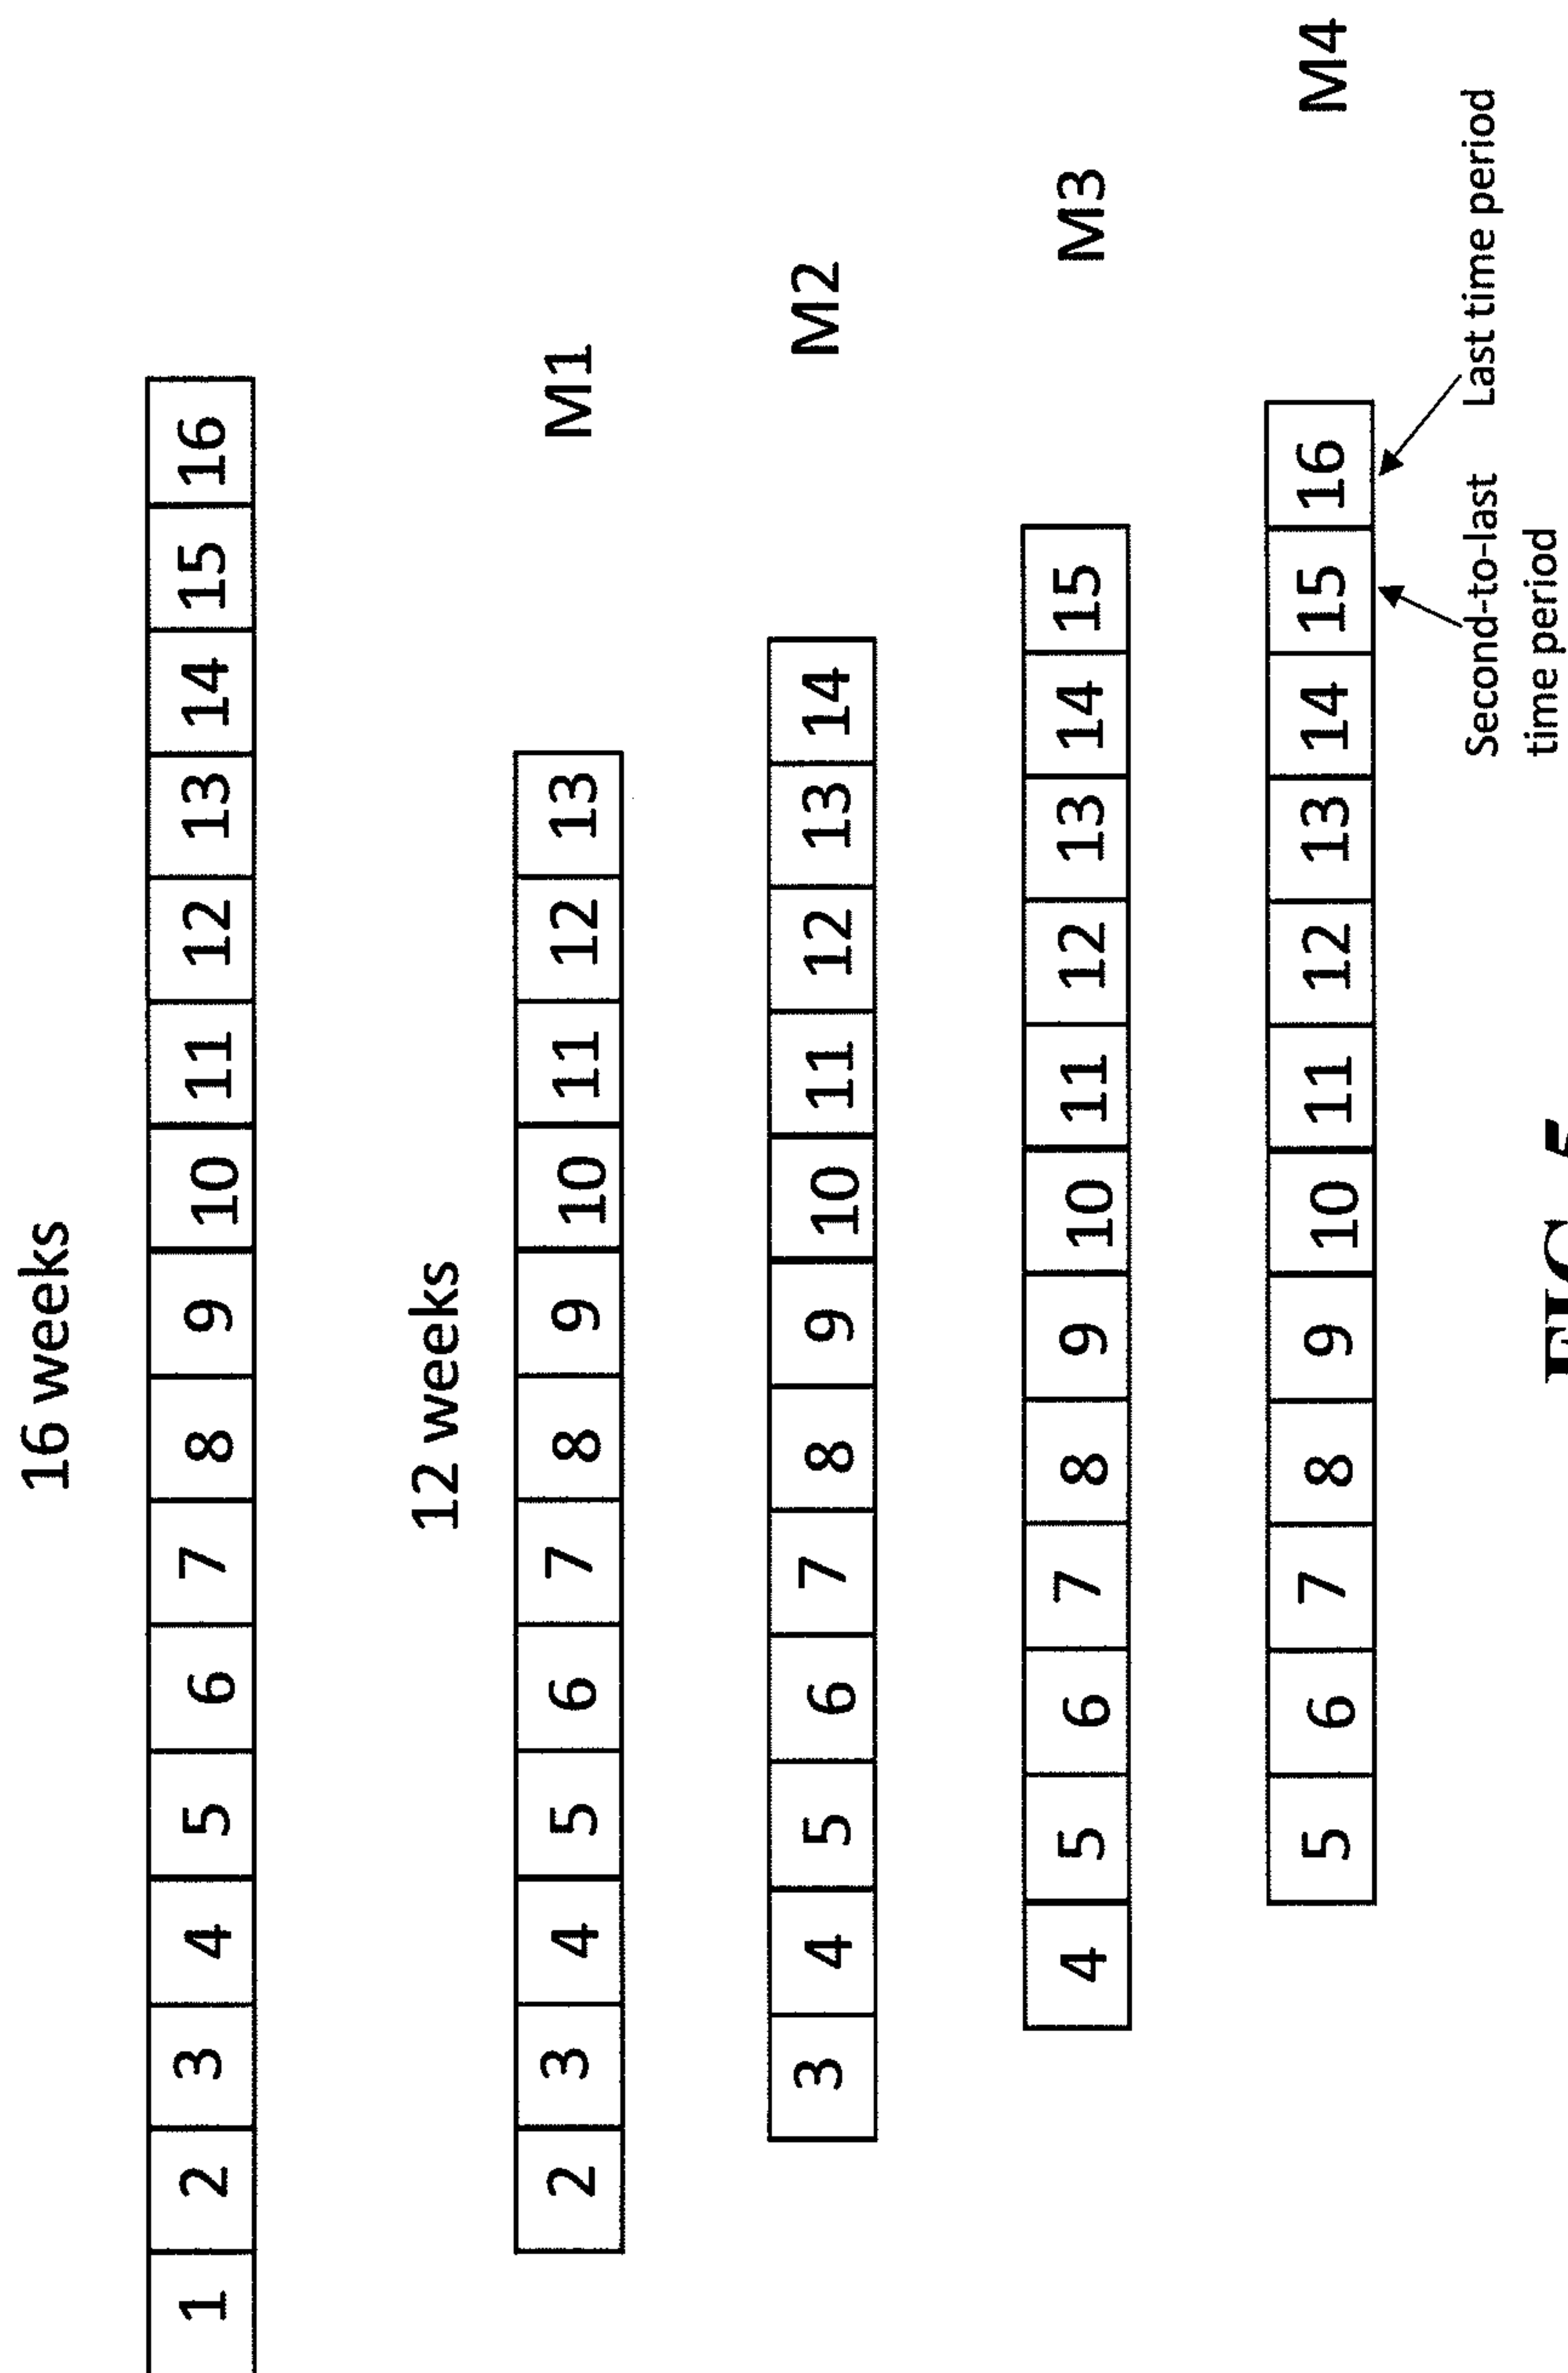 16 weeks
1 2 3 4 5 6 7 8 9 10 11 12 13 14 15 16
12 weeks
2 3 4 5 6 7 8 9 10 11 12 13 M1
3 4 5 6 7 8 9 10 11 12 13 14 M2
4 5 6 7 8 9 10 11 12 13 14 15 M3
5 6 7 8 9 10 11 12 13 14 15 16 M4
Second-to-last
time period
Last time period
FIG. 5